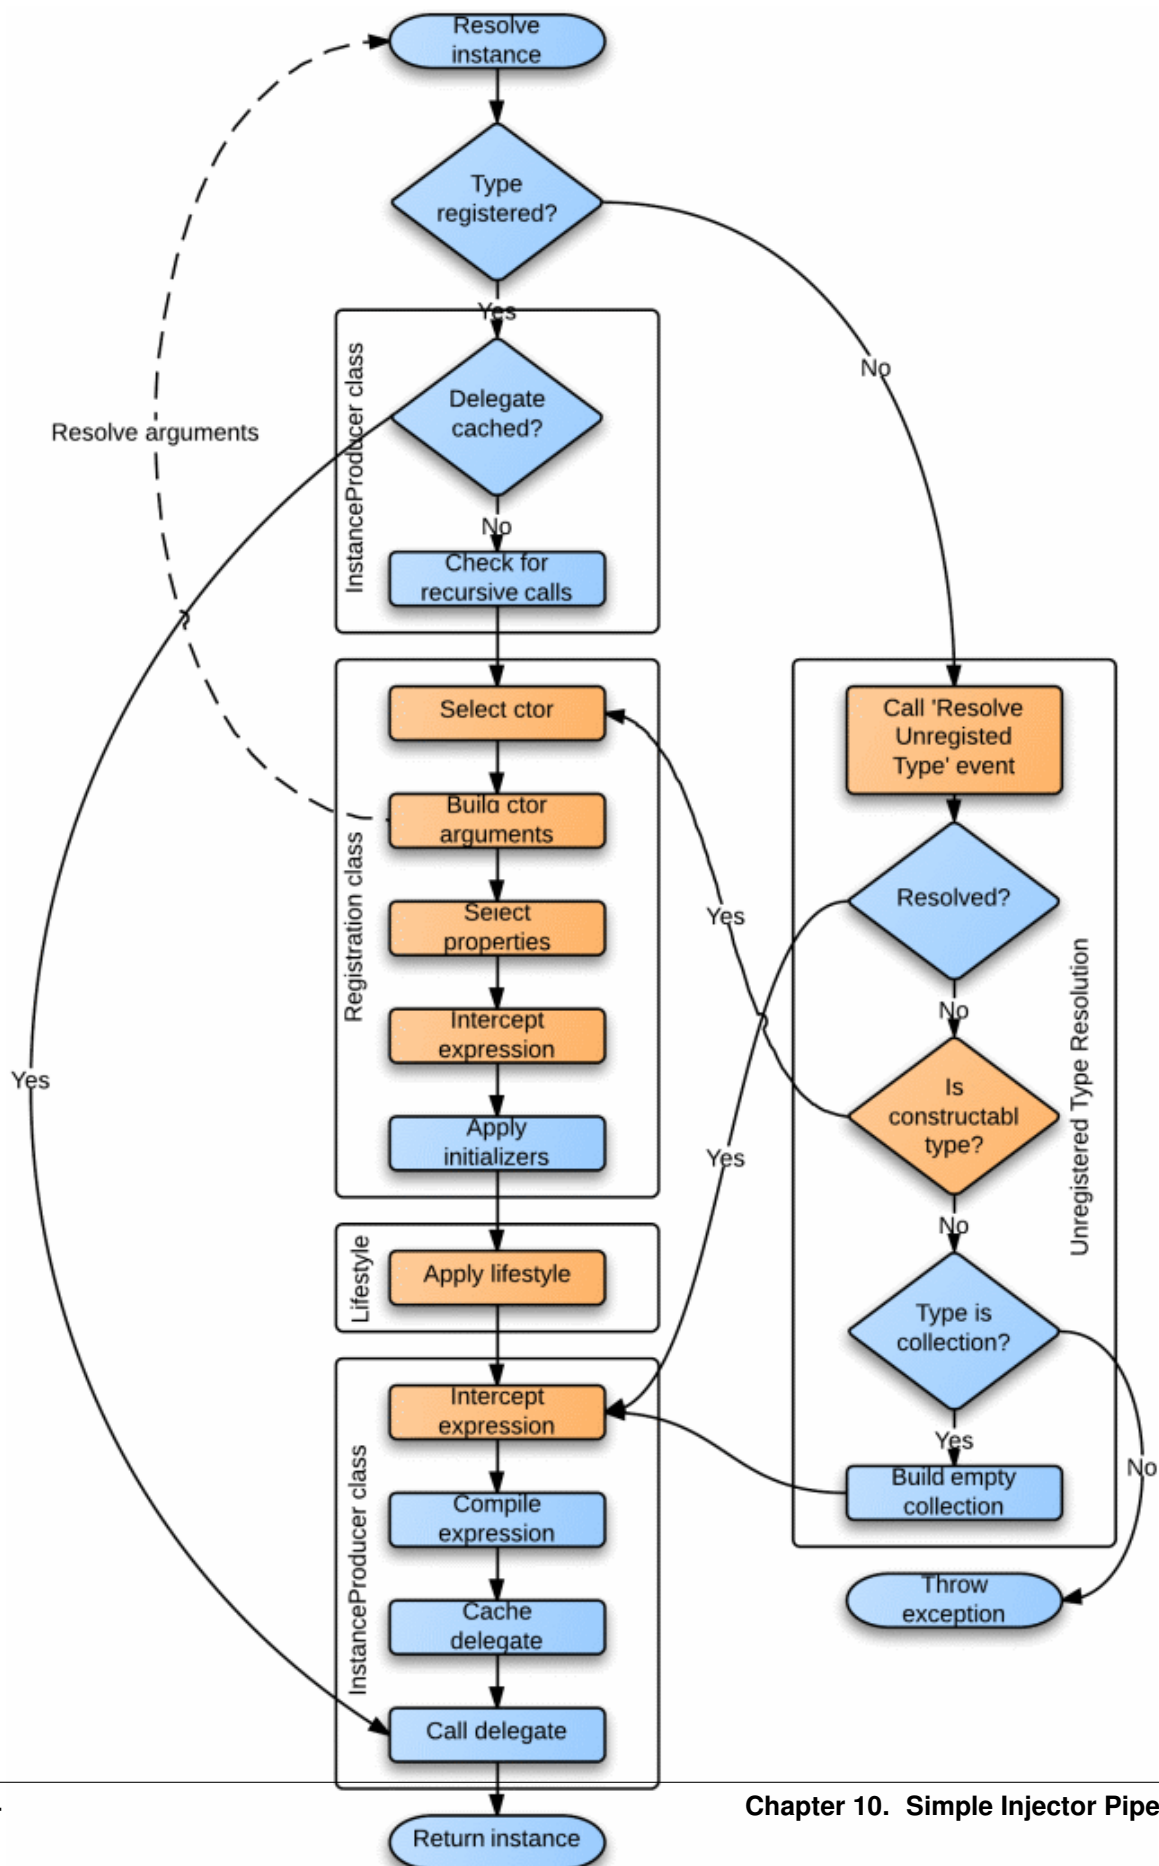 Resolve
instance
Type
registered?
Yes
No
InstanceProducer class
Delegate
cached?
Resolve arguments
No
Check for
recursive calls
Select ctor
Build ctor
arguments
Select
properties
Intercept
expression
Apply
initializers
Registration class
Yes
Call 'Resolve
Unregisted
Type' event
Resolved?
Yes
No
Is
constructabl
type?
Yes
No
Unregistered Type Resolution
Type is
collection?
Yes
No
Build empty
collection
Throw
exception
Lifestyle
Apply lifestyle
InstanceProducer class
Intercept
expression
Compile
expression
Cache
delegate
Call delegate
Yes
Chapter 10. Simple Injector Pipe
Return instance